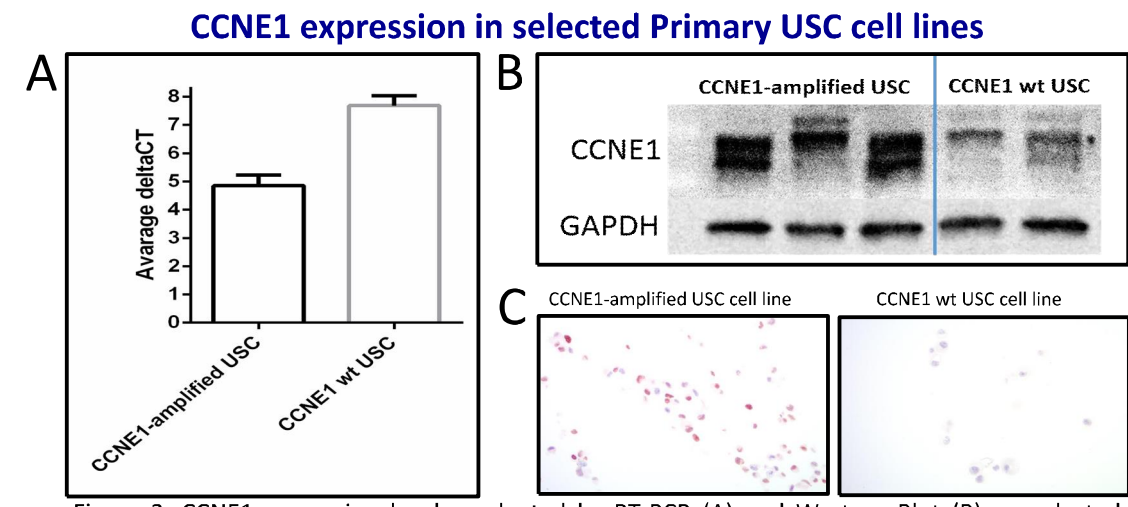 CCNE1 expression in selected Primary USC cell lines
A
8
7
6
5
4
3
2
1
0
Avarage deltaCT
CCNE1-amplified USC
CCNE1 wt USC
B
CCNE1-amplified USC
CCNE1 wt USC
CCNE1
GAPDH
C
CCNE1-amplified USC cell line
CCNE1 wt USC cell line